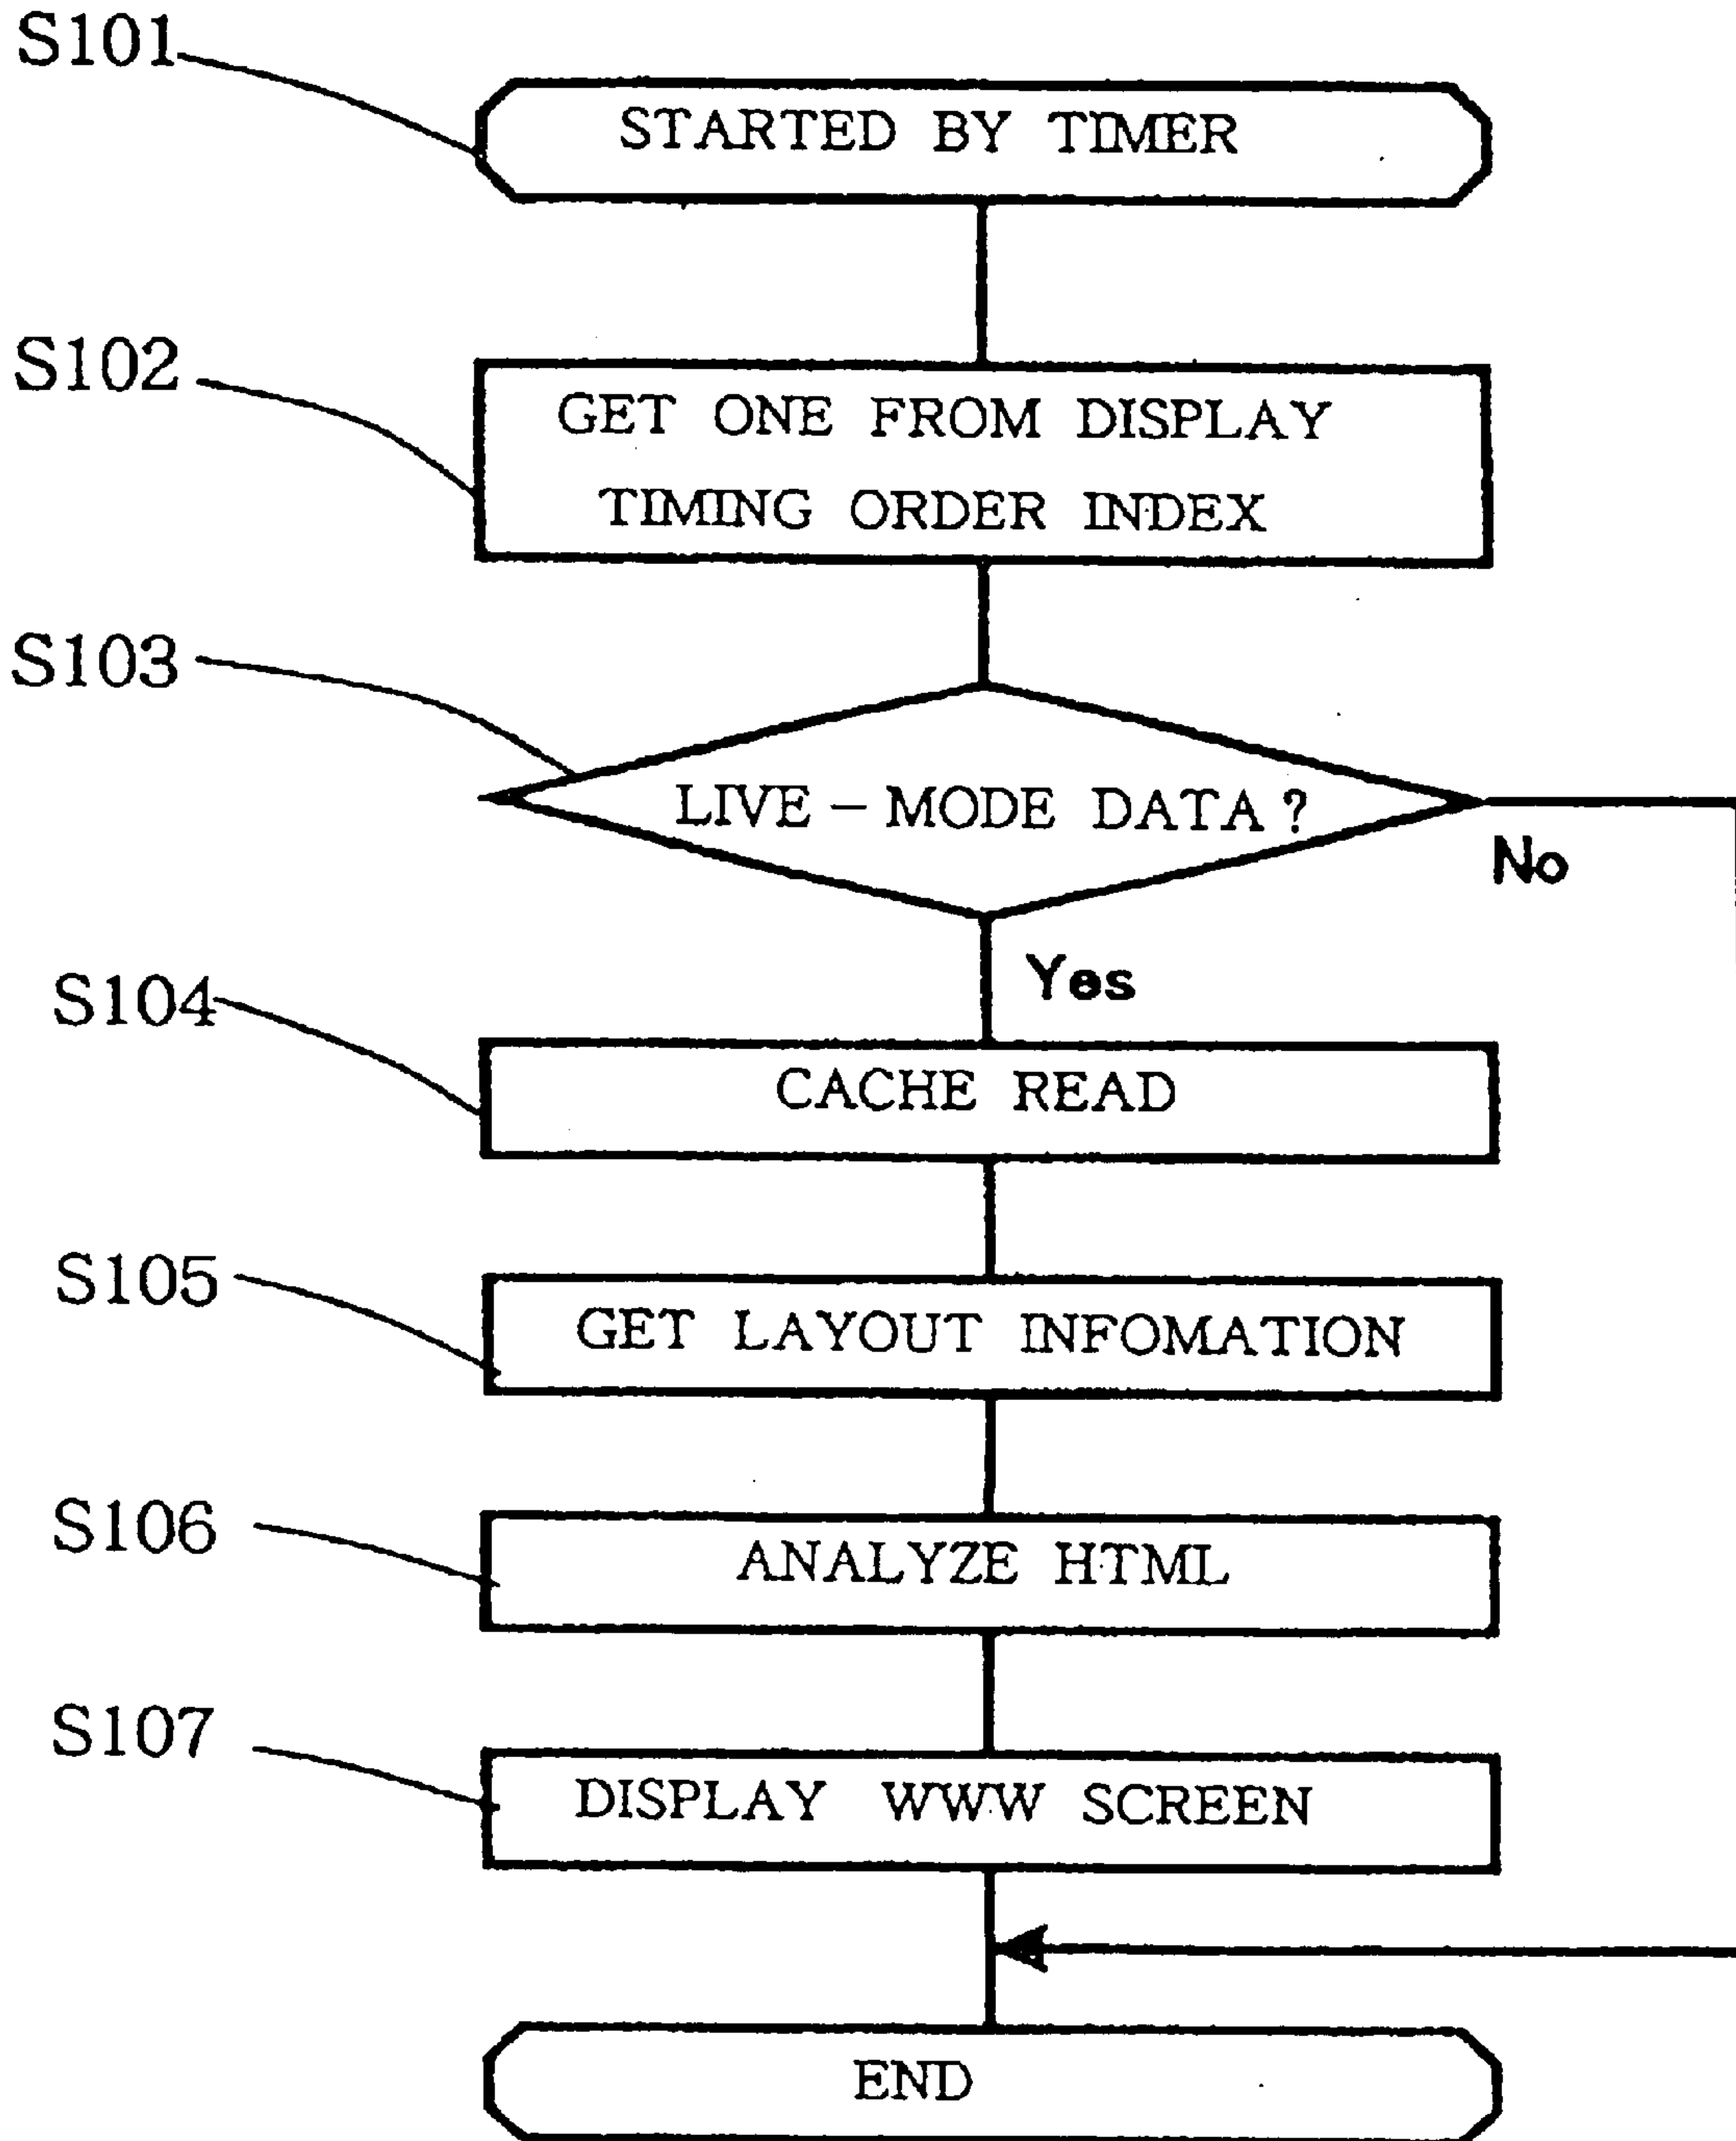 S101
STARTED BY TIMER
S102
GET ONE FROM DISPLAY
TIMING ORDER INDEX
S103
LIVE - MODE DATA ?
No
Yes
S104
CACHE READ
S105
GET LAYOUT INFOMATION
S106
ANALYZE HTML
S107
DISPLAY WWW SCREEN
END